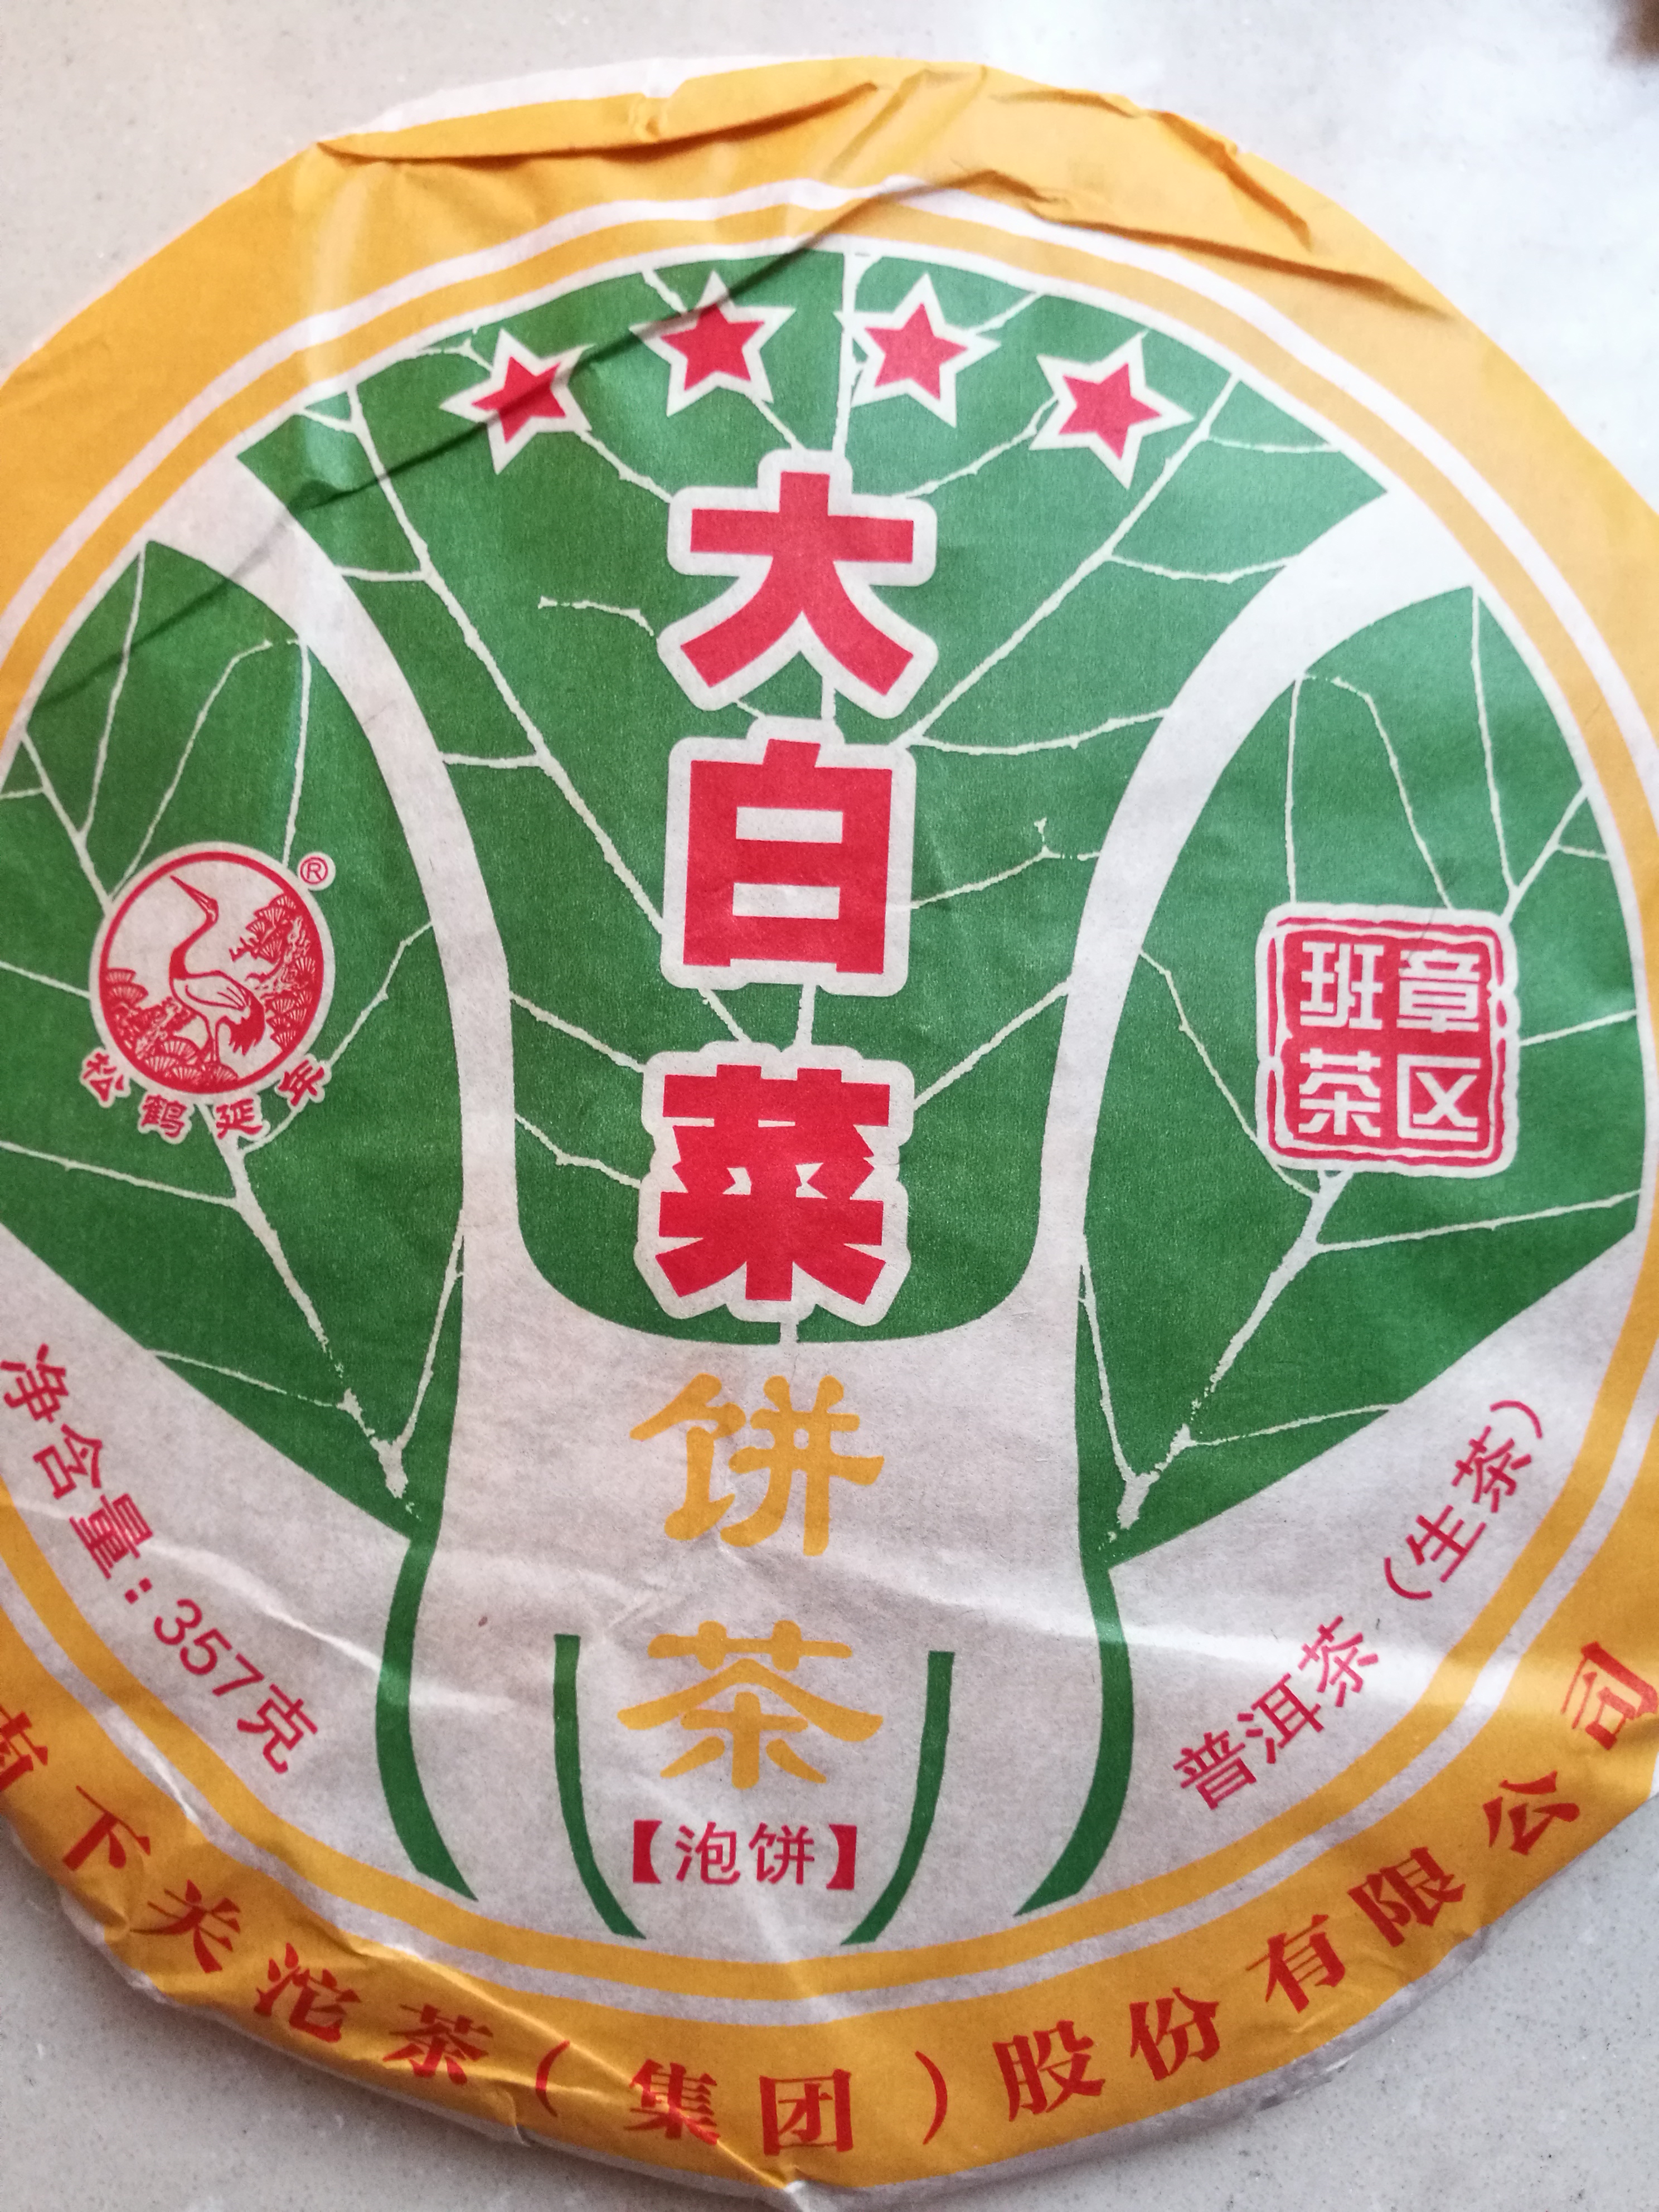 大白菜
饼茶
【泡饼】
®
松鹤延年
班章
茶区
净含量:357克
普洱茶(生茶)
南下关沱茶(集团)股份有限公司